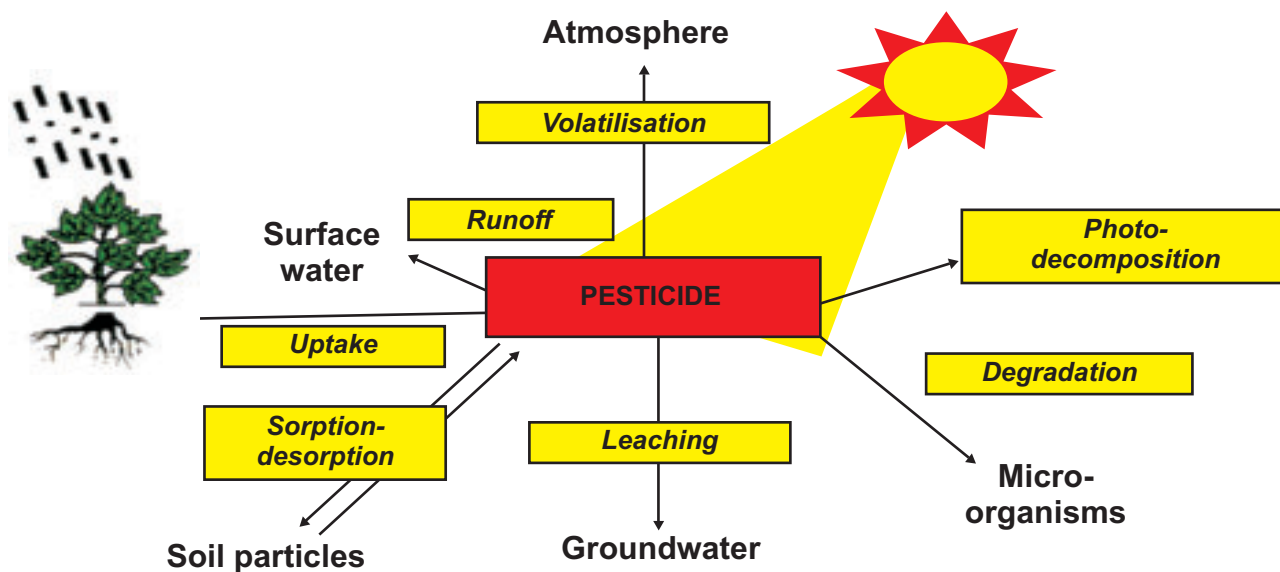 Atmosphere
Volatilisation
Runoff
Surface
water
Photo-
decomposition
PESTICIDE
Uptake
Degradation
Sorption-
desorption
Leaching
Micro-
organisms
Soil particles
Groundwater